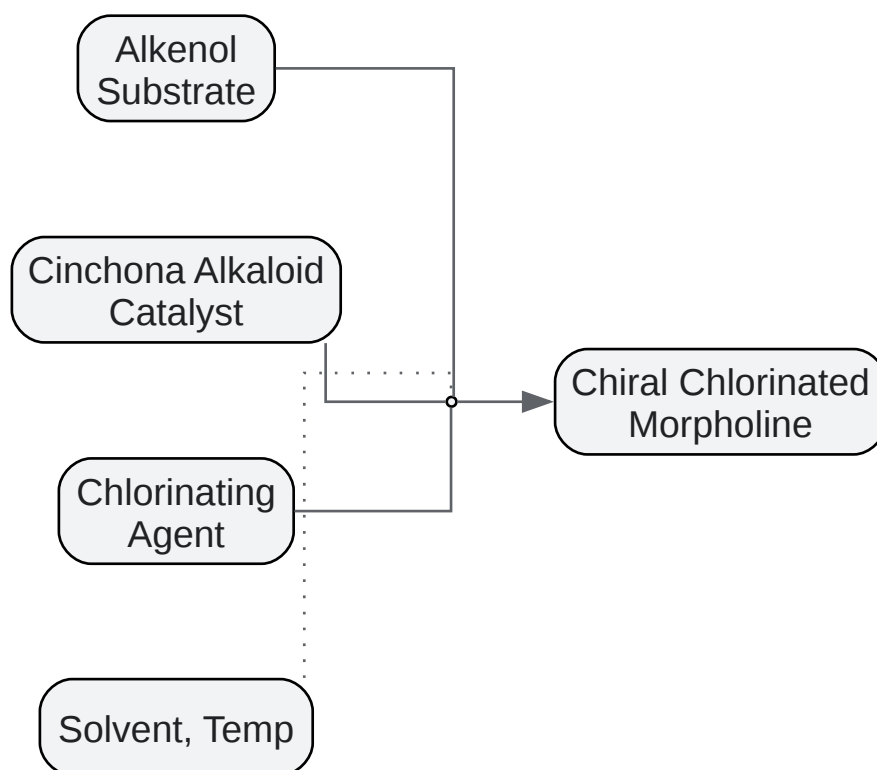 Alkenol
Substrate
Cinchona Alkaloid
Catalyst
Chiral Chlorinated
Morpholine
Chlorinating
Agent
Solvent, Temp